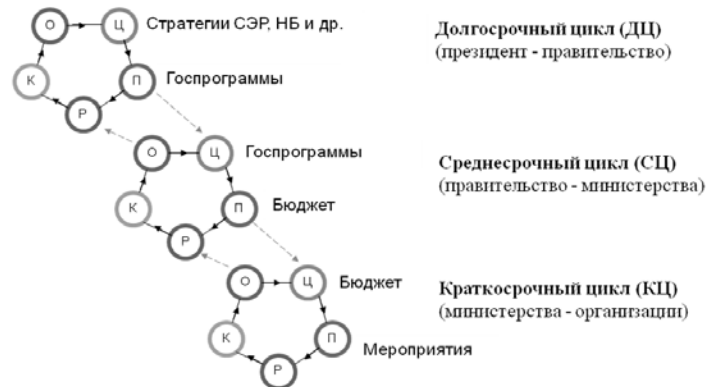 О Ц Стратегии СЭР, НБ и др.
Долгосрочный цикл (ДЦ)
(президент - правительство)
К П Госпрограммы
Р
О Ц Госпрограммы
Среднесрочный цикл (СЦ)
(правительство - министерства)
К П Бюджет
Р
О Ц Бюджет
Краткосрочный цикл (КЦ)
(министерства - организации)
К П Мероприятия
Р